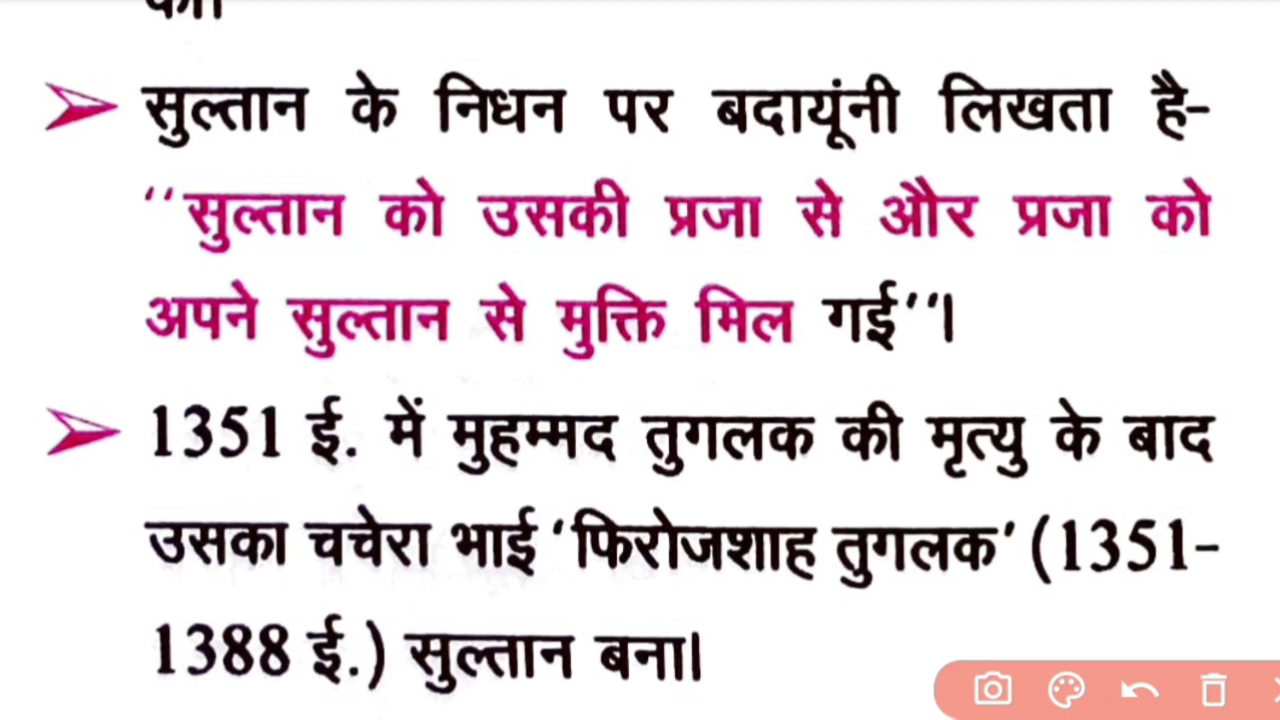 ➢ सुल्तान के निधन पर बदायूंनी लिखता है-
‘‘सुल्तान को उसकी प्रजा से और प्रजा को
अपने सुल्तान से मुक्ति मिल गई’’।
➢ 1351 ई. में मुहम्मद तुगलक की मृत्यु के बाद
उसका चचेरा भाई ‘फिरोजशाह तुगलक’ (1351-
1388 ई.) सुल्तान बना।